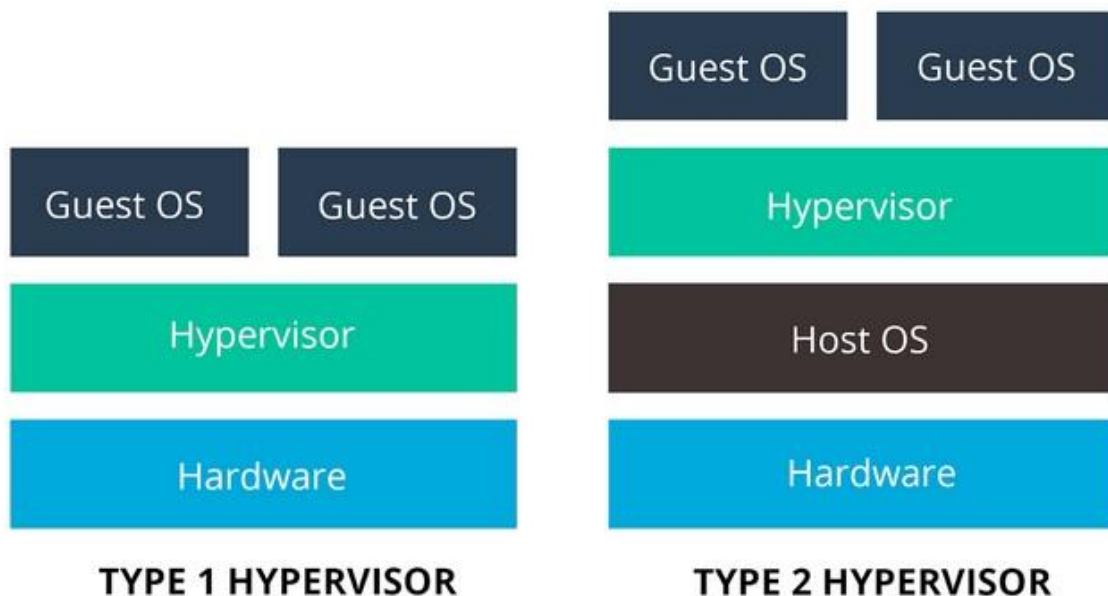 Guest OS Guest OS
Hypervisor
Hardware
TYPE 1 HYPERVISOR
Guest OS Guest OS
Hypervisor
Host OS
Hardware
TYPE 2 HYPERVISOR